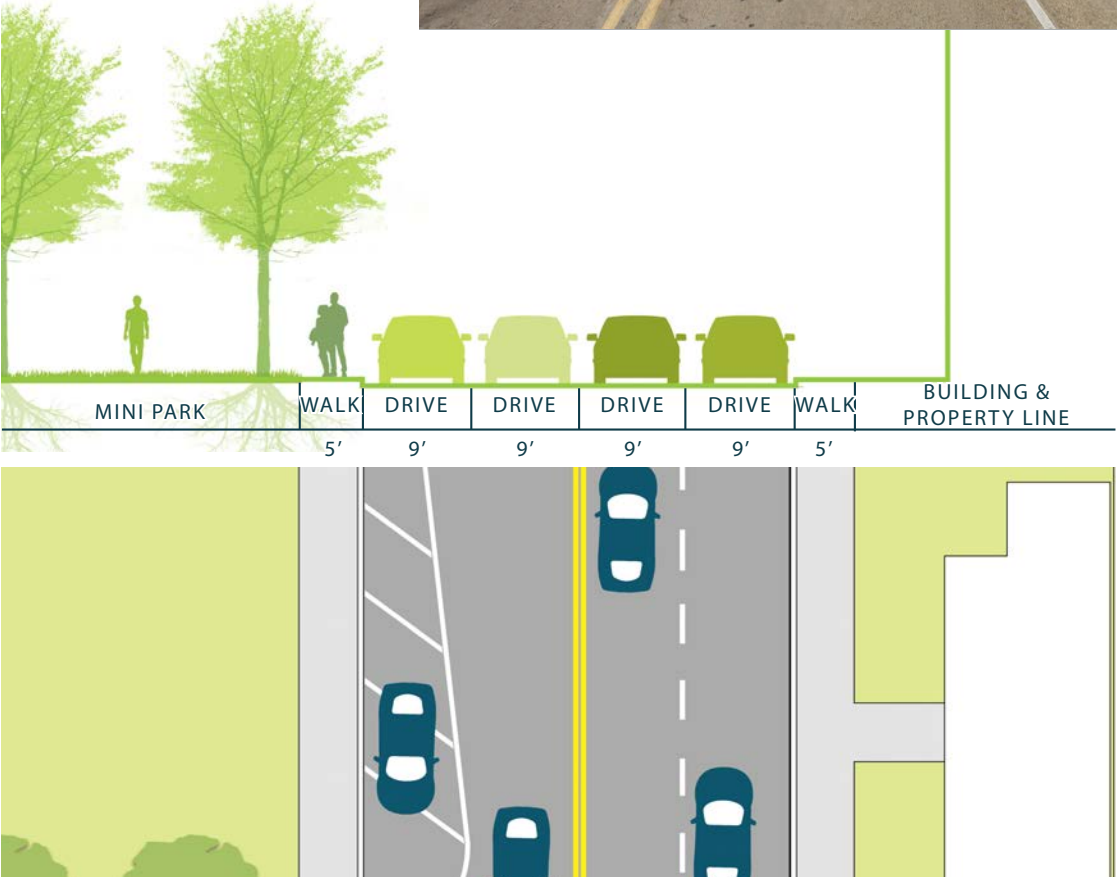 MINI PARK
WALK
DRIVE
DRIVE
DRIVE
DRIVE
WALK
BUILDING &
PROPERTY LINE
5’
9’
9’
9’
9’
5’